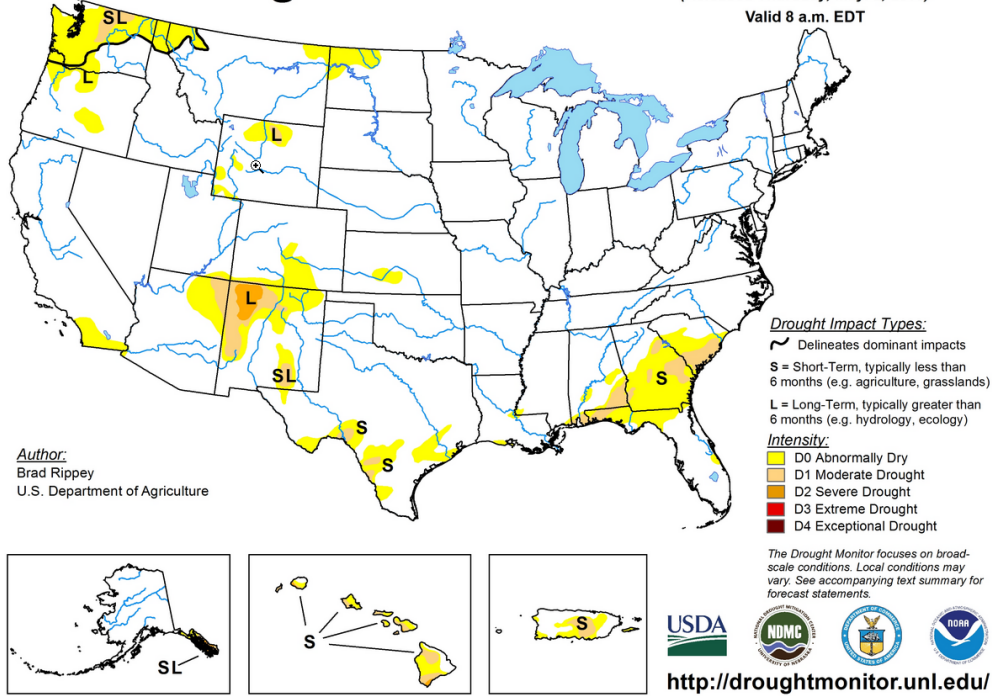 Valid 8 a.m. EDT
SL
L
L
L
SL
S
S
S
Drought Impact Types:
Delineates dominant impacts
S = Short-Term, typically less than
6 months (e.g. agriculture, grasslands)
L = Long-Term, typically greater than
6 months (e.g. hydrology, ecology)
Intensity:
D0 Abnormally Dry
D1 Moderate Drought
D2 Severe Drought
D3 Extreme Drought
D4 Exceptional Drought
Author:
Brad Rippey
U.S. Department of Agriculture
The Drought Monitor focuses on broad-
scale conditions. Local conditions may
vary. See accompanying text summary for
forecast statements.
SL
S
S
USDA
NDMC
NOAA
http://droughtmonitor.unl.edu/